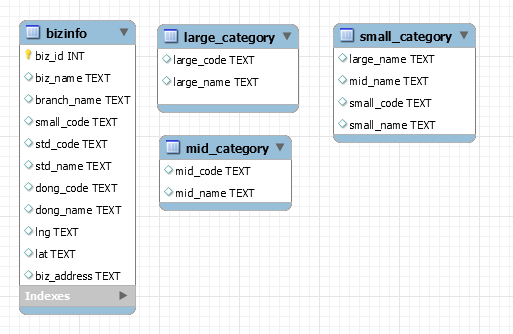 bizinfo
biz_id INT
biz_name TEXT
branch_name TEXT
small_code TEXT
std_code TEXT
std_name TEXT
dong_code TEXT
dong_name TEXT
lng TEXT
lat TEXT
biz_address TEXT
Indexes
large_category
large_code TEXT
large_name TEXT
mid_category
mid_code TEXT
mid_name TEXT
small_category
large_name TEXT
mid_name TEXT
small_code TEXT
small_name TEXT